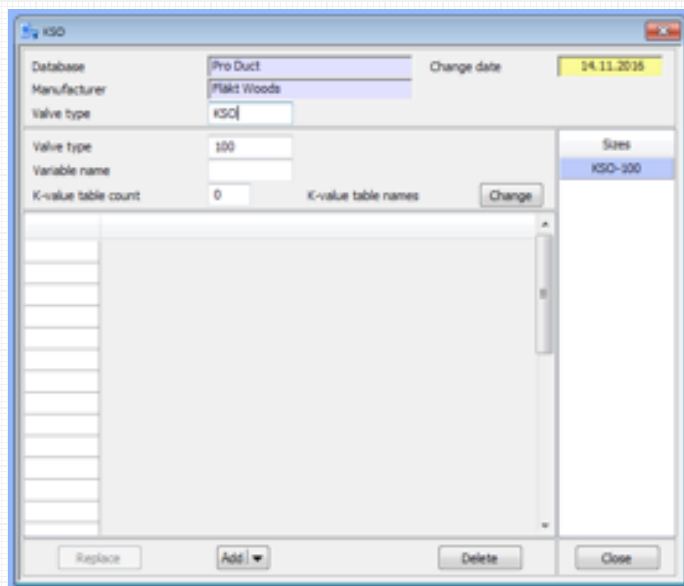 KSO
Database Pro Duct Change date 14.11.2016
Manufacturer Fläkt Woods
Valve type KSO
Valve type 100 Sizes
Variable name KSO-100
K-value table count 0 K-value table names Change
Replace Add Delete Close